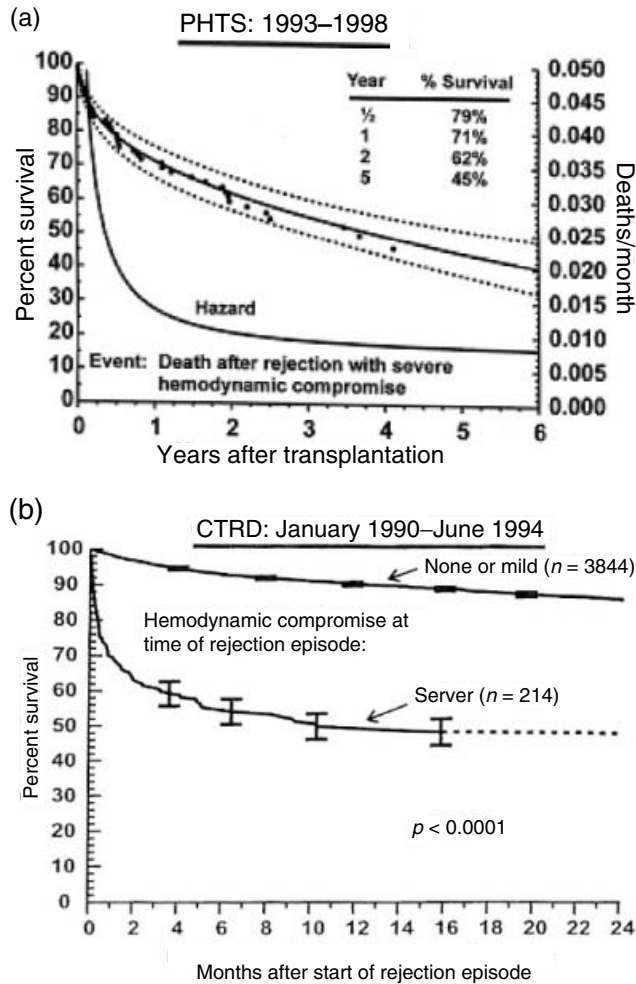 (a)
PHTS: 1993–1998
100
90
80
70
60
50
40
30
20
10
0
Percent survival
Year % Survival
½ 79%
1 71%
2 62%
5 45%
0.050
0.045
0.040
0.035
0.030
0.025
0.020
0.015
0.010
0.005
0.000
Deaths/month
Hazard
Event: Death after rejection with severe
hemodynamic compromise
0 1 2 3 4 5 6
Years after transplantation
(b)
CTRD: January 1990–June 1994
100
90
80
70
60
50
40
30
20
10
0
Percent survival
None or mild (n = 3844)
Hemodynamic compromise at
time of rejection episode:
Server (n = 214)
p < 0.0001
0 2 4 6 8 10 12 14 16 18 20 22 24
Months after start of rejection episode